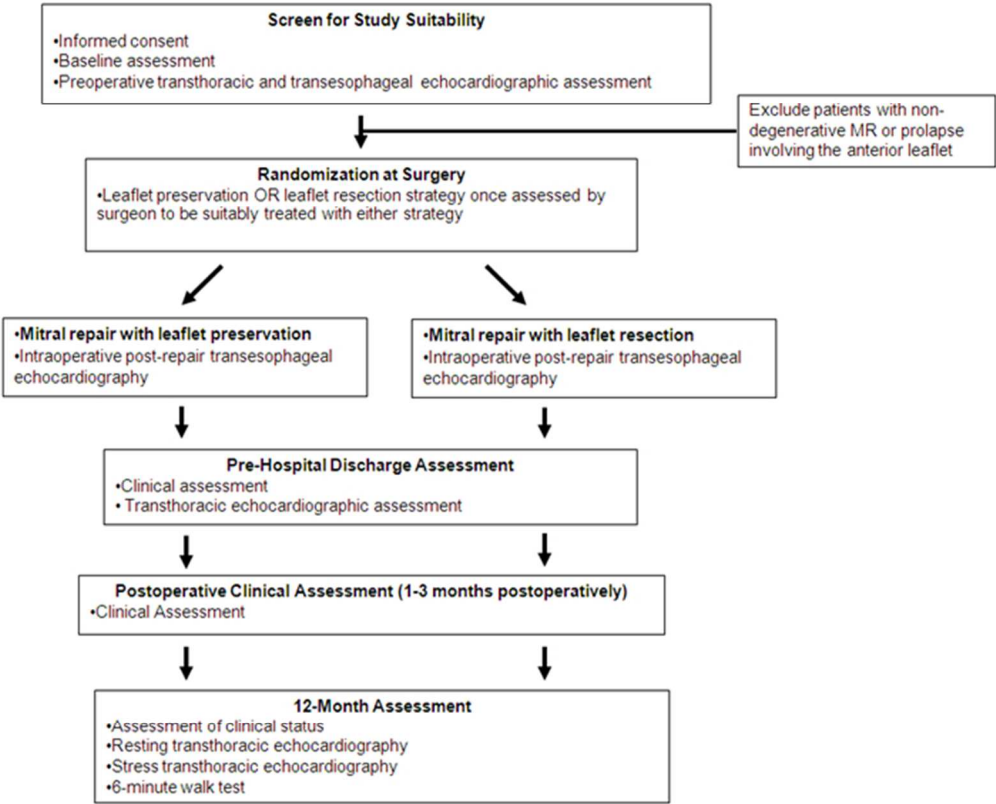 Screen for Study Suitability
•Informed consent
•Baseline assessment
•Preoperative transthoracic and transesophageal echocardiographic assessment
Exclude patients with non-
degenerative MR or prolapse
involving the anterior leaflet
Randomization at Surgery
•Leaflet preservation OR leaflet resection strategy once assessed by
surgeon to be suitably treated with either strategy
•Mitral repair with leaflet preservation
•Intraoperative post-repair transesophageal
echocardiography
•Mitral repair with leaflet resection
•Intraoperative post-repair transesophageal
echocardiography
Pre-Hospital Discharge Assessment
•Clinical assessment
• Transthoracic echocardiographic assessment
Postoperative Clinical Assessment (1-3 months postoperatively)
•Clinical Assessment
12-Month Assessment
•Assessment of clinical status
•Resting transthoracic echocardiography
•Stress transthoracic echocardiography
•6-minute walk test